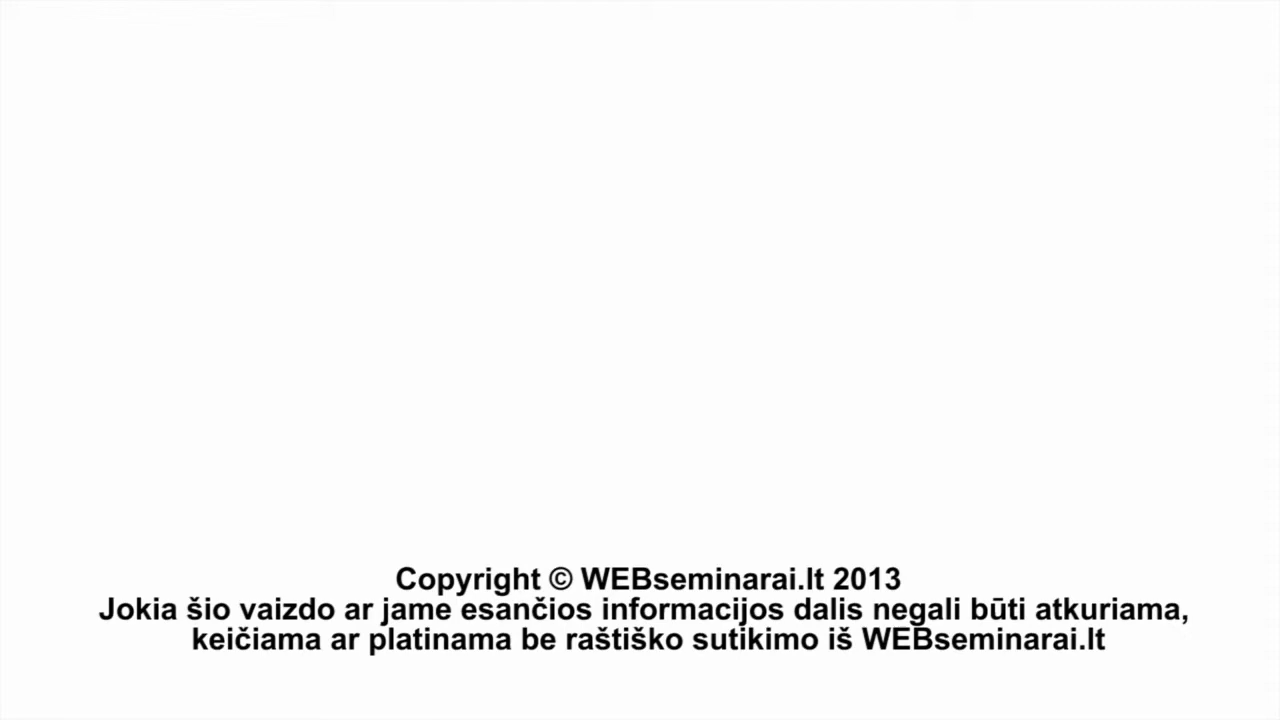 Copyright © WEBseminarai.lt 2013
Jokia šio vaizdo ar jame esančios informacijos dalis negali būti atkuriama,
keičiama ar platinama be raštiško sutikimo iš WEBseminarai.lt